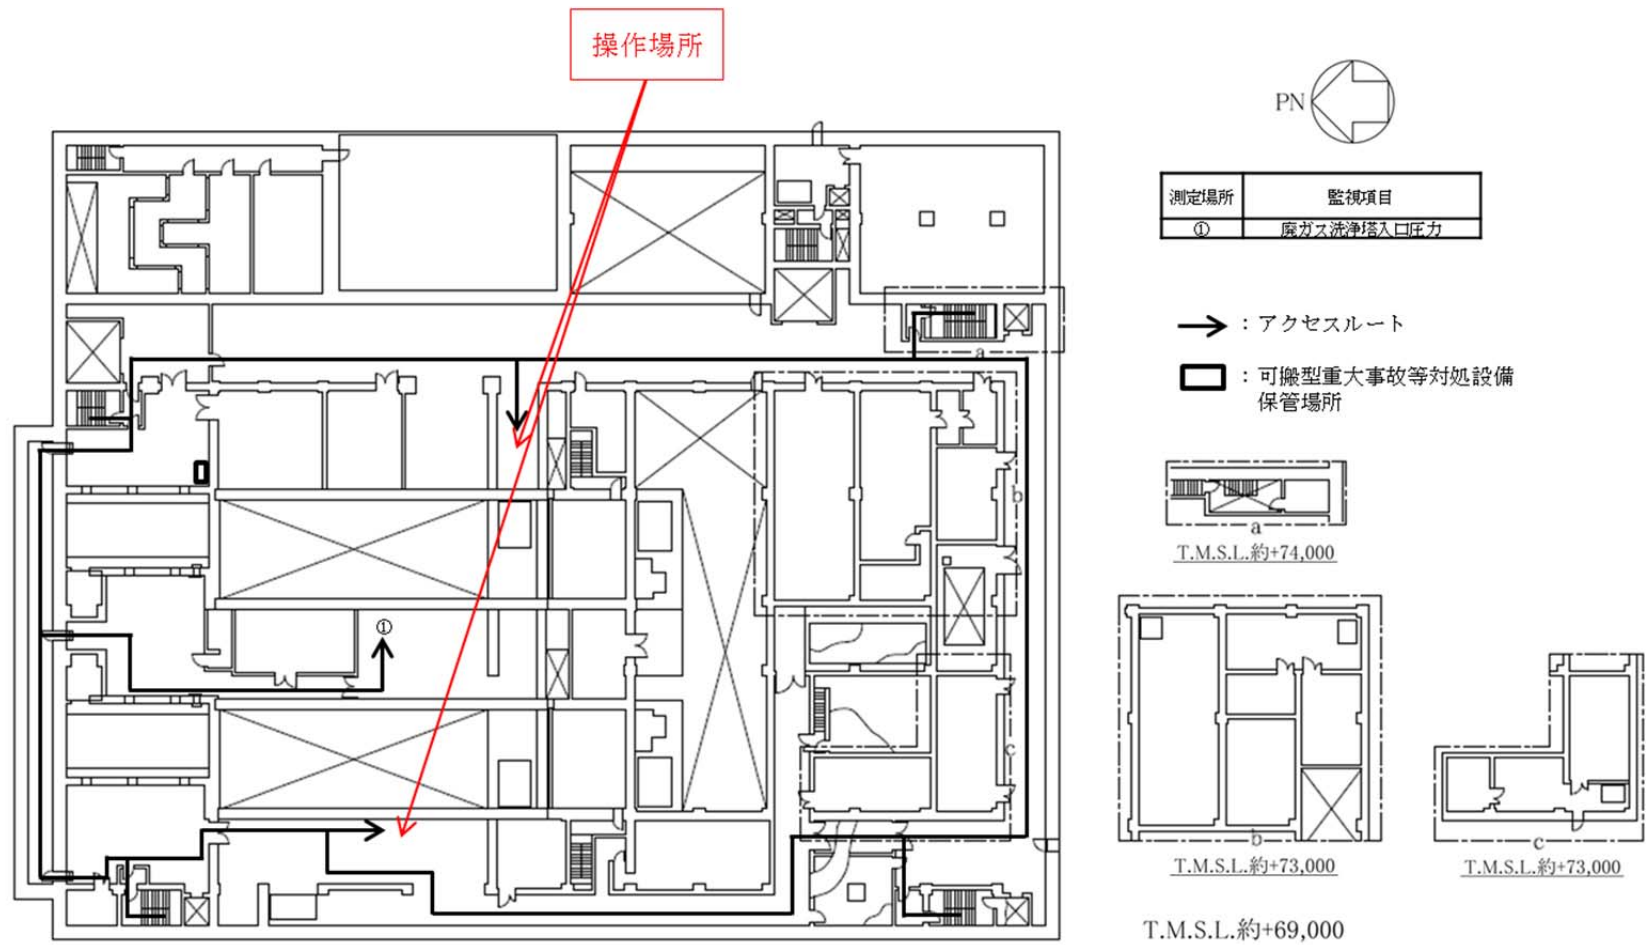 操作場所
PN
測定場所 監視項目
① 廃ガス洗浄塔入口圧力
：アクセスルート
：可搬型重大事故等対処設備
保管場所
a
b
①
c
a
T.M.S.L.約+74,000
b
T.M.S.L.約+73,000
c
T.M.S.L.約+73,000
T.M.S.L.約+69,000